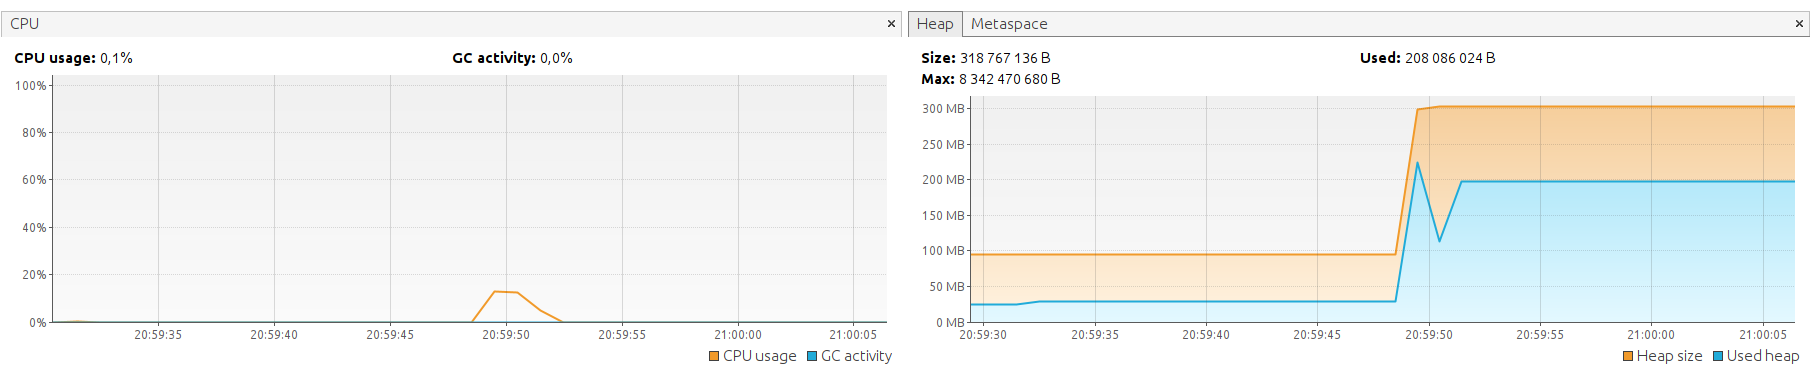 CPU ×
CPU usage: 0,1% GC activity: 0,0%
100%
80%
60%
40%
20%
0%
20:59:35 20:59:40 20:59:45 20:59:50 20:59:55 21:00:00 21:00:05
CPU usage GC activity
Heap Metaspace ×
Size: 318 767 136 B Used: 208 086 024 B
Max: 8 342 470 680 B
300 MB
250 MB
200 MB
150 MB
100 MB
50 MB
0 MB
20:59:30 20:59:35 20:59:40 20:59:45 20:59:50 20:59:55 21:00:00 21:00:05
Heap size Used heap